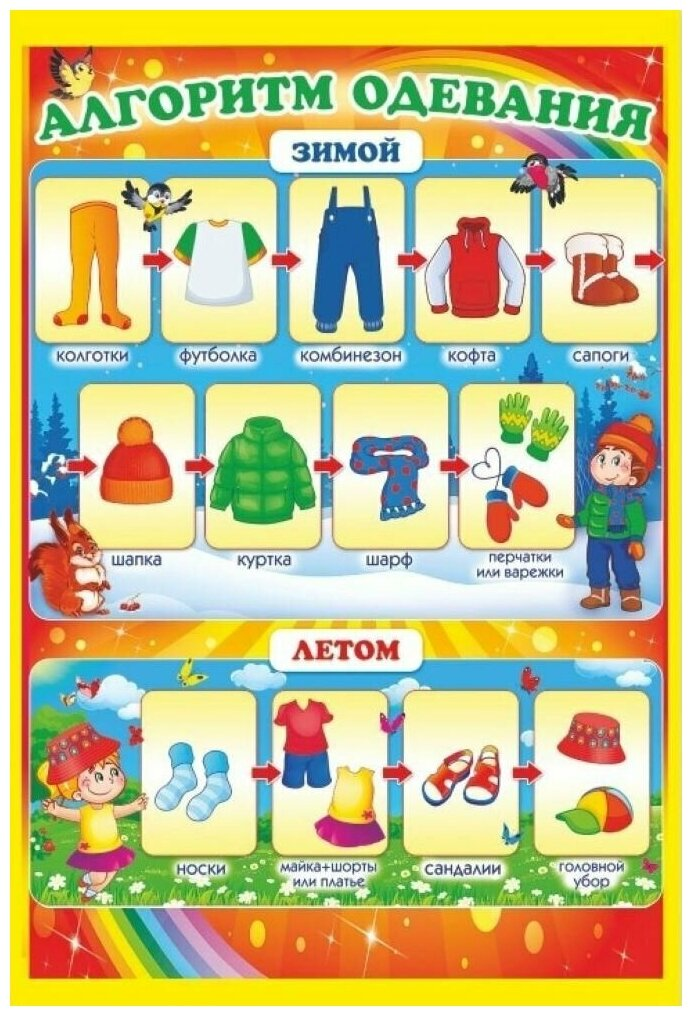 АЛГОРИТМ ОДЕВАНИЯ
ЗИМОЙ
колготки
футболка
комбинезон
кофта
сапоги
шапка
куртка
шарф
перчатки
или варежки
ЛЕТОМ
носки
майка+шорты
или платье
сандалии
головной
убор